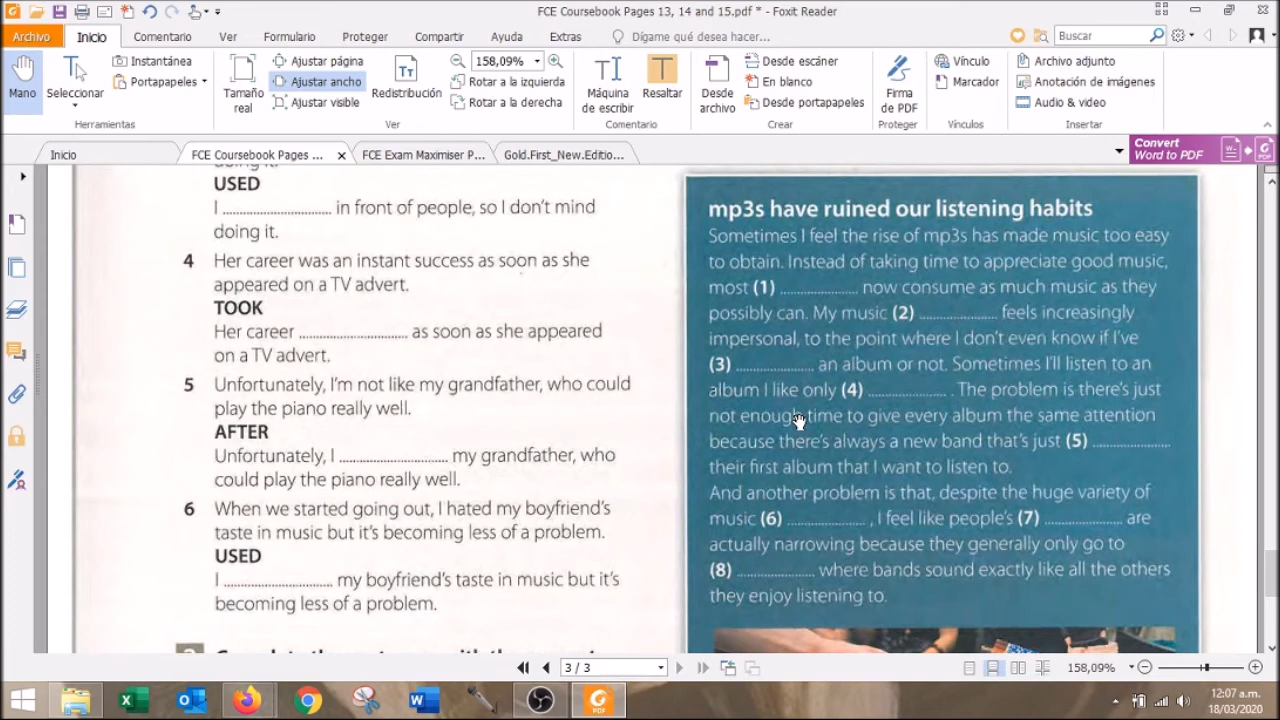 FCE Coursebook Pages 13, 14 and 15.pdf * - Foxit Reader
Archivo Inicio Comentario Ver Formulario Proteger Compartir Ayuda Extras Dígame qué desea hacer... Buscar
Mano
Seleccionar
Instantánea
Portapapeles
Herramientas
Tamaño real
Ajustar página
Ajustar ancho
Ajustar visible
Redistribución
158,09%
Rotar a la izquierda
Rotar a la derecha
Ver
Máquina de escribir
Resaltar
Comentario
Desde archivo
Desde escáner
En blanco
Desde portapapeles
Crear
Firma de PDF
Proteger
Vínculo
Marcador
Vínculos
Archivo adjunto
Anotación de imágenes
Audio & video
Insertar
Inicio
FCE Coursebook Pages ...
FCE Exam Maximiser P...
Gold.First_New.Editio...
Convert
Word to PDF
doing it.
USED
I .............................. in front of people, so I don't mind
doing it.
4 Her career was an instant success as soon as she
appeared on a TV advert.
TOOK
Her career .............................. as soon as she appeared
on a TV advert.
5 Unfortunately, I'm not like my grandfather, who could
play the piano really well.
AFTER
Unfortunately, I .............................. my grandfather, who
could play the piano really well.
6 When we started going out, I hated my boyfriend's
taste in music but it's becoming less of a problem.
USED
I .............................. my boyfriend's taste in music but it's
becoming less of a problem.
mp3s have ruined our listening habits
Sometimes I feel the rise of mp3s has made music too easy
to obtain. Instead of taking time to appreciate good music,
most (1) .................... now consume as much music as they
possibly can. My music (2) .................... feels increasingly
impersonal, to the point where I don't even know if I've
(3) .................... an album or not. Sometimes I'll listen to an
album I like only (4) .................... . The problem is there's just
not enough time to give every album the same attention
because there's always a new band that's just (5) ....................
their first album that I want to listen to.
And another problem is that, despite the huge variety of
music (6) .................... , I feel like people's (7) .................... are
actually narrowing because they generally only go to
(8) .................... where bands sound exactly like all the others
they enjoy listening to.
3 / 3
158,09%
12:07 a.m.
18/03/2020